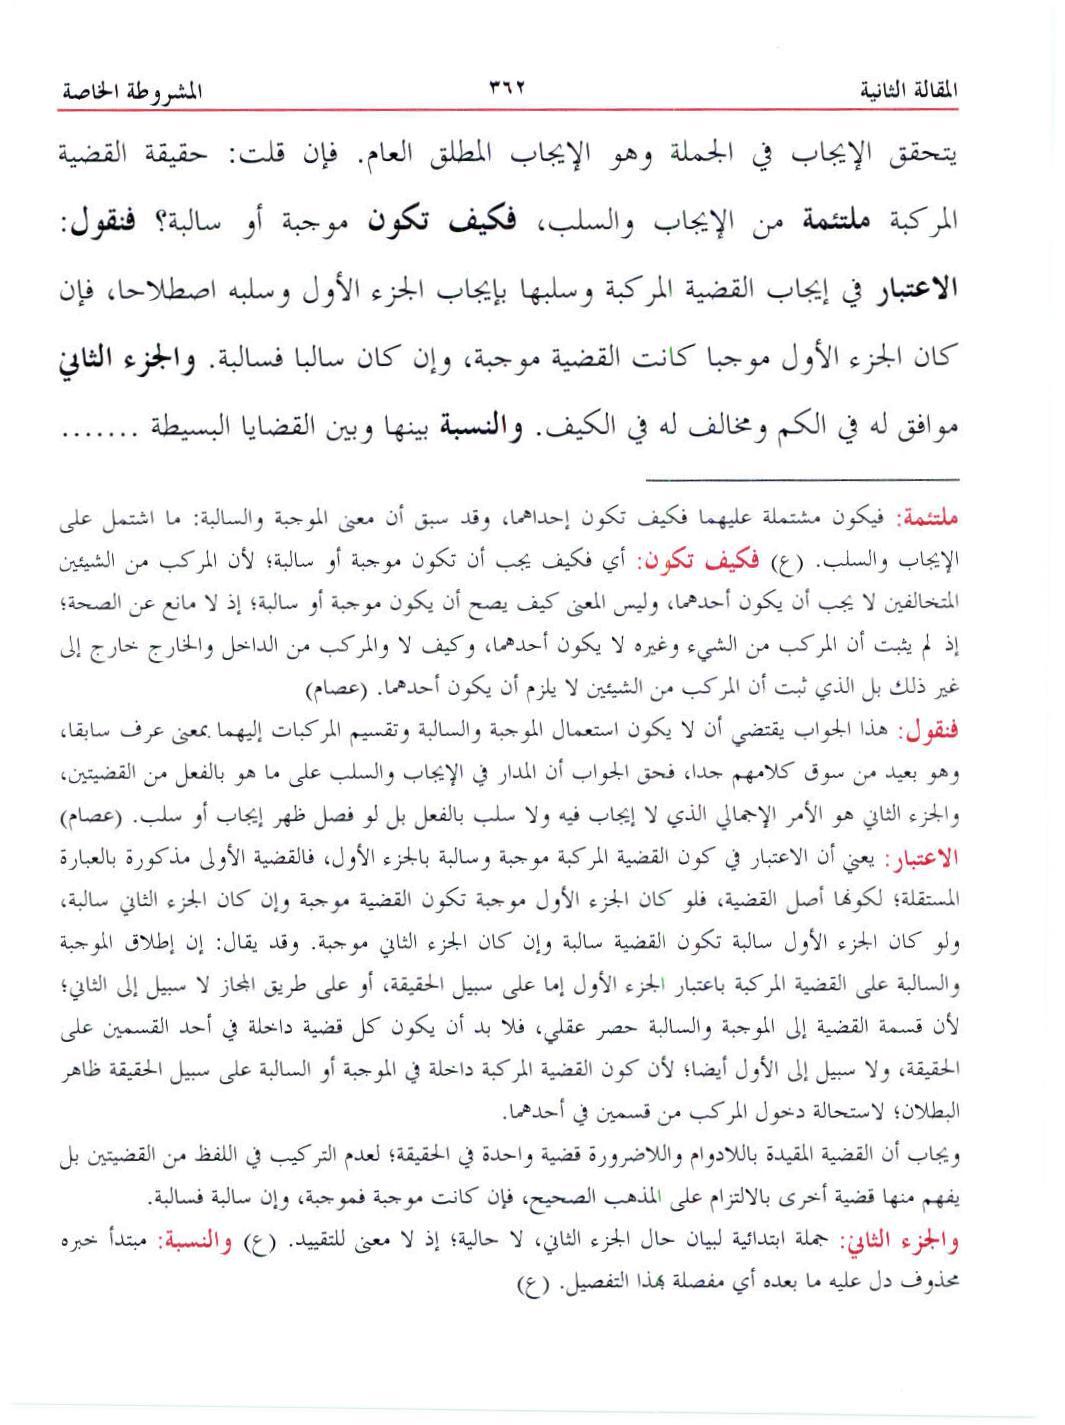 المقالة الثانية ٣٦٢ المشروطة الخاصة
يتحقق الإيجاب في الجملة وهو الإيجاب المطلق العام. فإن قلت: حقيقة القضية
المركبة ملتئمة من الإيجاب والسلب، فكيف تكون موجبة أو سالبة؟ فنقول:
الاعتبار في إيجاب القضية المركبة وسلبها بإيجاب الجزء الأول وسلبه اصطلاحا، فإن
كان الجزء الأول موجبا كانت القضية موجبة، وإن كان سالبا فسالبة. والجزء الثاني
موافق له في الكم ومخالف له في الكيف. والنسبة بينها وبين القضايا البسيطة .......
ملتئمة: فيكون مشتملة عليهما فكيف تكون إحداهما، وقد سبق أن معنى الموجبة والسالبة: ما اشتمل على
الإيجاب والسلب. (ع) فكيف تكون: أي فكيف يجب أن تكون موجبة أو سالبة؛ لأن المركب من الشيئين
المتخالفين لا يجب أن يكون أحدهما، وليس المعنى كيف يصح أن يكون موجبة أو سالبة؛ إذ لا مانع عن الصحة؛
إذ لم يثبت أن المركب من الشيء وغيره لا يكون أحدهما، وكيف لا والمركب من الداخل والخارج خارج إلى
غير ذلك بل الذي ثبت أن المركب من الشيئين لا يلزم أن يكون أحدهما. (عصام)
فنقول: هذا الجواب يقتضي أن لا يكون استعمال الموجبة والسالبة وتقسيم المركبات إليهما بمعنى عرف سابقا،
وهو بعيد من سوق كلامهم جدا، فحق الجواب أن المدار في الإيجاب والسلب على ما هو بالفعل من القضيتين،
والجزء الثاني هو الأمر الإجمالي الذي لا إيجاب فيه ولا سلب بالفعل بل لو فصل ظهر إيجاب أو سلب. (عصام)
الاعتبار: يعني أن الاعتبار في كون القضية المركبة موجبة وسالبة بالجزء الأول، فالقضية الأولى مذكورة بالعبارة
المستقلة؛ لكونها أصل القضية، فلو كان الجزء الأول موجبة تكون القضية موجبة وإن كان الجزء الثاني سالبة،
ولو كان الجزء الأول سالبة تكون القضية سالبة وإن كان الجزء الثاني موجبة. وقد يقال: إن إطلاق الموجبة
والسالبة على القضية المركبة باعتبار الجزء الأول إما على سبيل الحقيقة، أو على طريق المجاز لا سبيل إلى الثاني؛
لأن قسمة القضية إلى الموجبة والسالبة حصر عقلي، فلا بد أن يكون كل قضية داخلة في أحد القسمين على
الحقيقة، ولا سبيل إلى الأول أيضا؛ لأن كون القضية المركبة داخلة في الموجبة أو السالبة على سبيل الحقيقة ظاهر
البطلان؛ لاستحالة دخول المركب من قسمين في أحدهما.
ويجاب أن القضية المقيدة باللادوام واللاضرورة قضية واحدة في الحقيقة؛ لعدم التركيب في اللفظ من القضيتين بل
يفهم منها قضية أخرى بالالتزام على المذهب الصحيح، فإن كانت موجبة فموجبة، وإن سالبة فسالبة.
والجزء الثاني: جملة ابتدائية لبيان حال الجزء الثاني، لا حالية؛ إذ لا معنى للتقييد. (ع) والنسبة: مبتدأ خبره
محذوف دل عليه ما بعده أي مفصلة بهذا التفصيل. (ع)